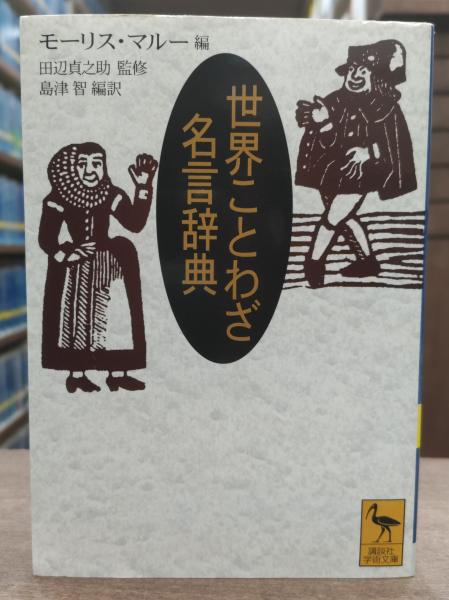 モーリス・マルー 編
田辺貞之助 監修
島津 智 編訳
世界ことわざ
名言辞典
講談社
学術文庫